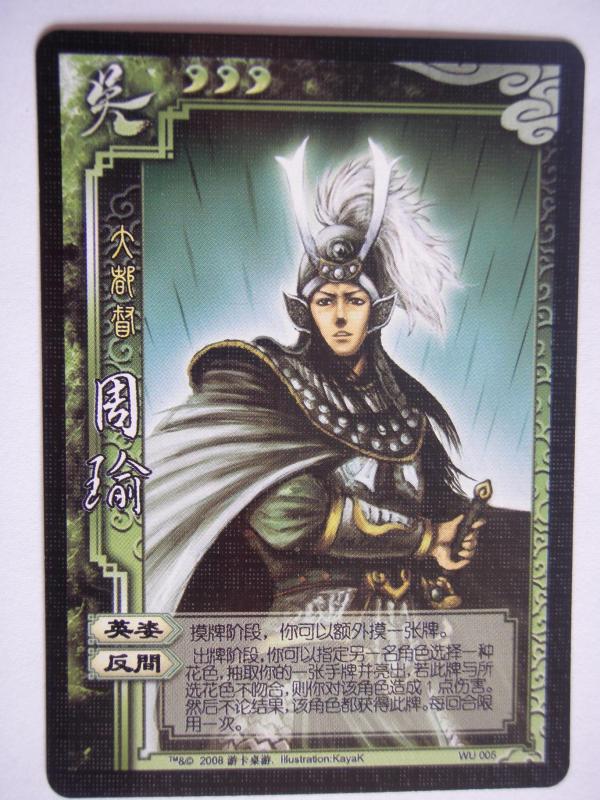 吳
大都督
周瑜
英姿
摸牌阶段，你可以额外摸一张牌。
反間
出牌阶段，你可以指定另一名角色选择一种
花色，抽取你的一张手牌并亮出，若此牌与所
选花色不吻合，则你对该角色造成1点伤害。
然后不论结果，该角色都获得此牌。每回合限
用一次。
™&© 2008 游卡桌游. Illustration:KayaK
WU 005